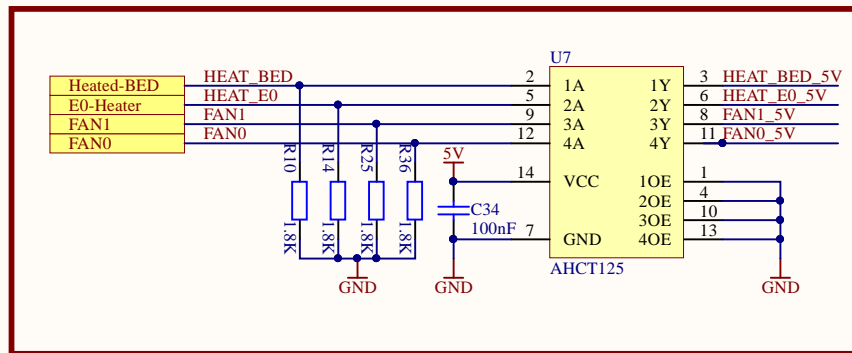 U7
Heated-BED HEAT_BED 2 1A 1Y 3 HEAT_BED_5V
E0-Heater HEAT_E0 5 2A 2Y 6 HEAT_E0_5V
FAN1 FAN1 9 3A 3Y 8 FAN1_5V
FAN0 FAN0 12 4A 4Y 11 FAN0_5V
R10 R14 R25 R36
5V
14 VCC 1OE 1
2OE 4
C34
3OE 10
1.8K 1.8K 1.8K 1.8K
100nF 7 GND 4OE 13
AHCT125
GND GND GND